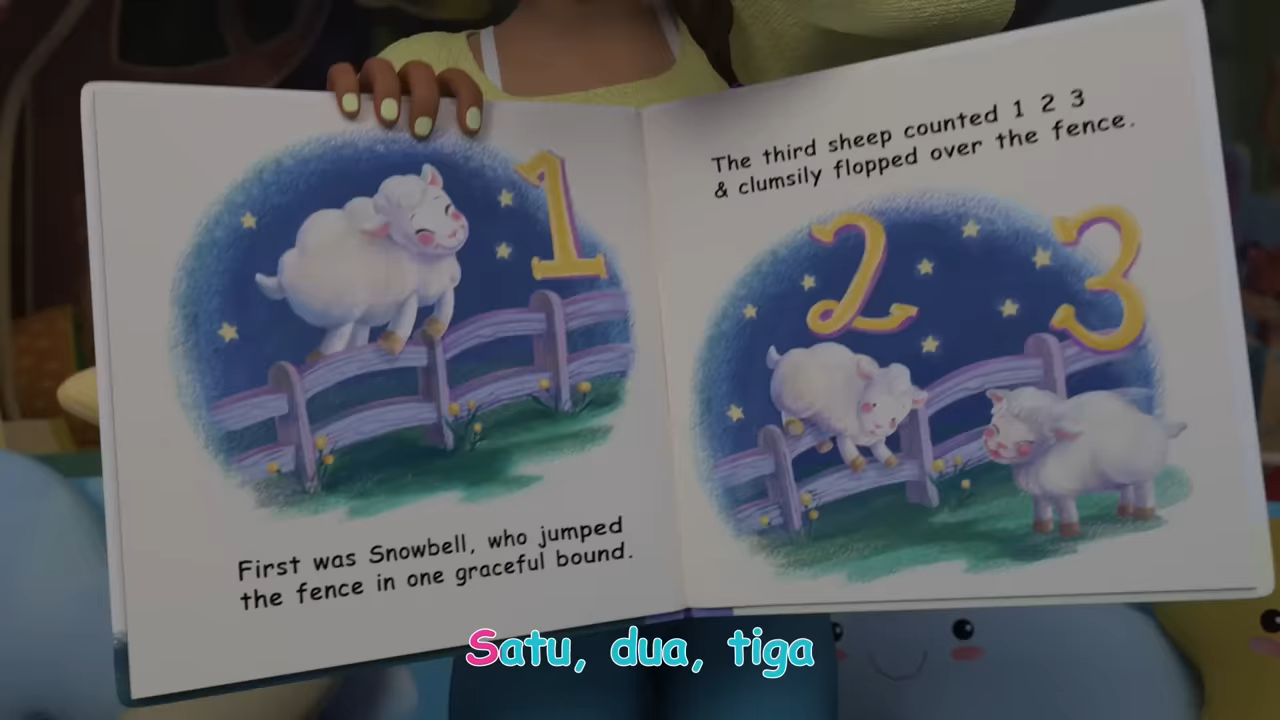 1
First was Snowbell, who jumped
the fence in one graceful bound.
The third sheep counted 1 2 3
& clumsily flopped over the fence.
2 3
Satu, dua, tiga